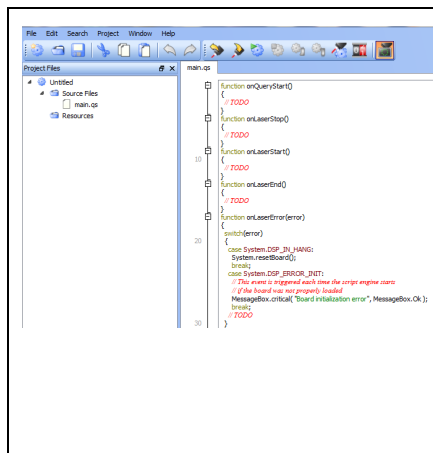 File Edit Search Project Window Help
Project Files
main.qs
Untitled
Source Files
main.qs
Resources
function onQueryStart()
{
// TODO
}
function onLaserStop()
{
// TODO
}
function onLaserStart()
10 {
// TODO
}
function onLaserEnd()
{
// TODO
}
function onLaserError(error)
{
switch(error)
20 {
case System.DSP_IN_HANG:
System.resetBoard();
break;
case System.DSP_ERROR_INIT:
// This event is triggered each time the script engine starts
// if the board was not properly loaded
MessageBox.critical( "Board initialization error", MessageBox.Ok );
break;
// TODO
30 }